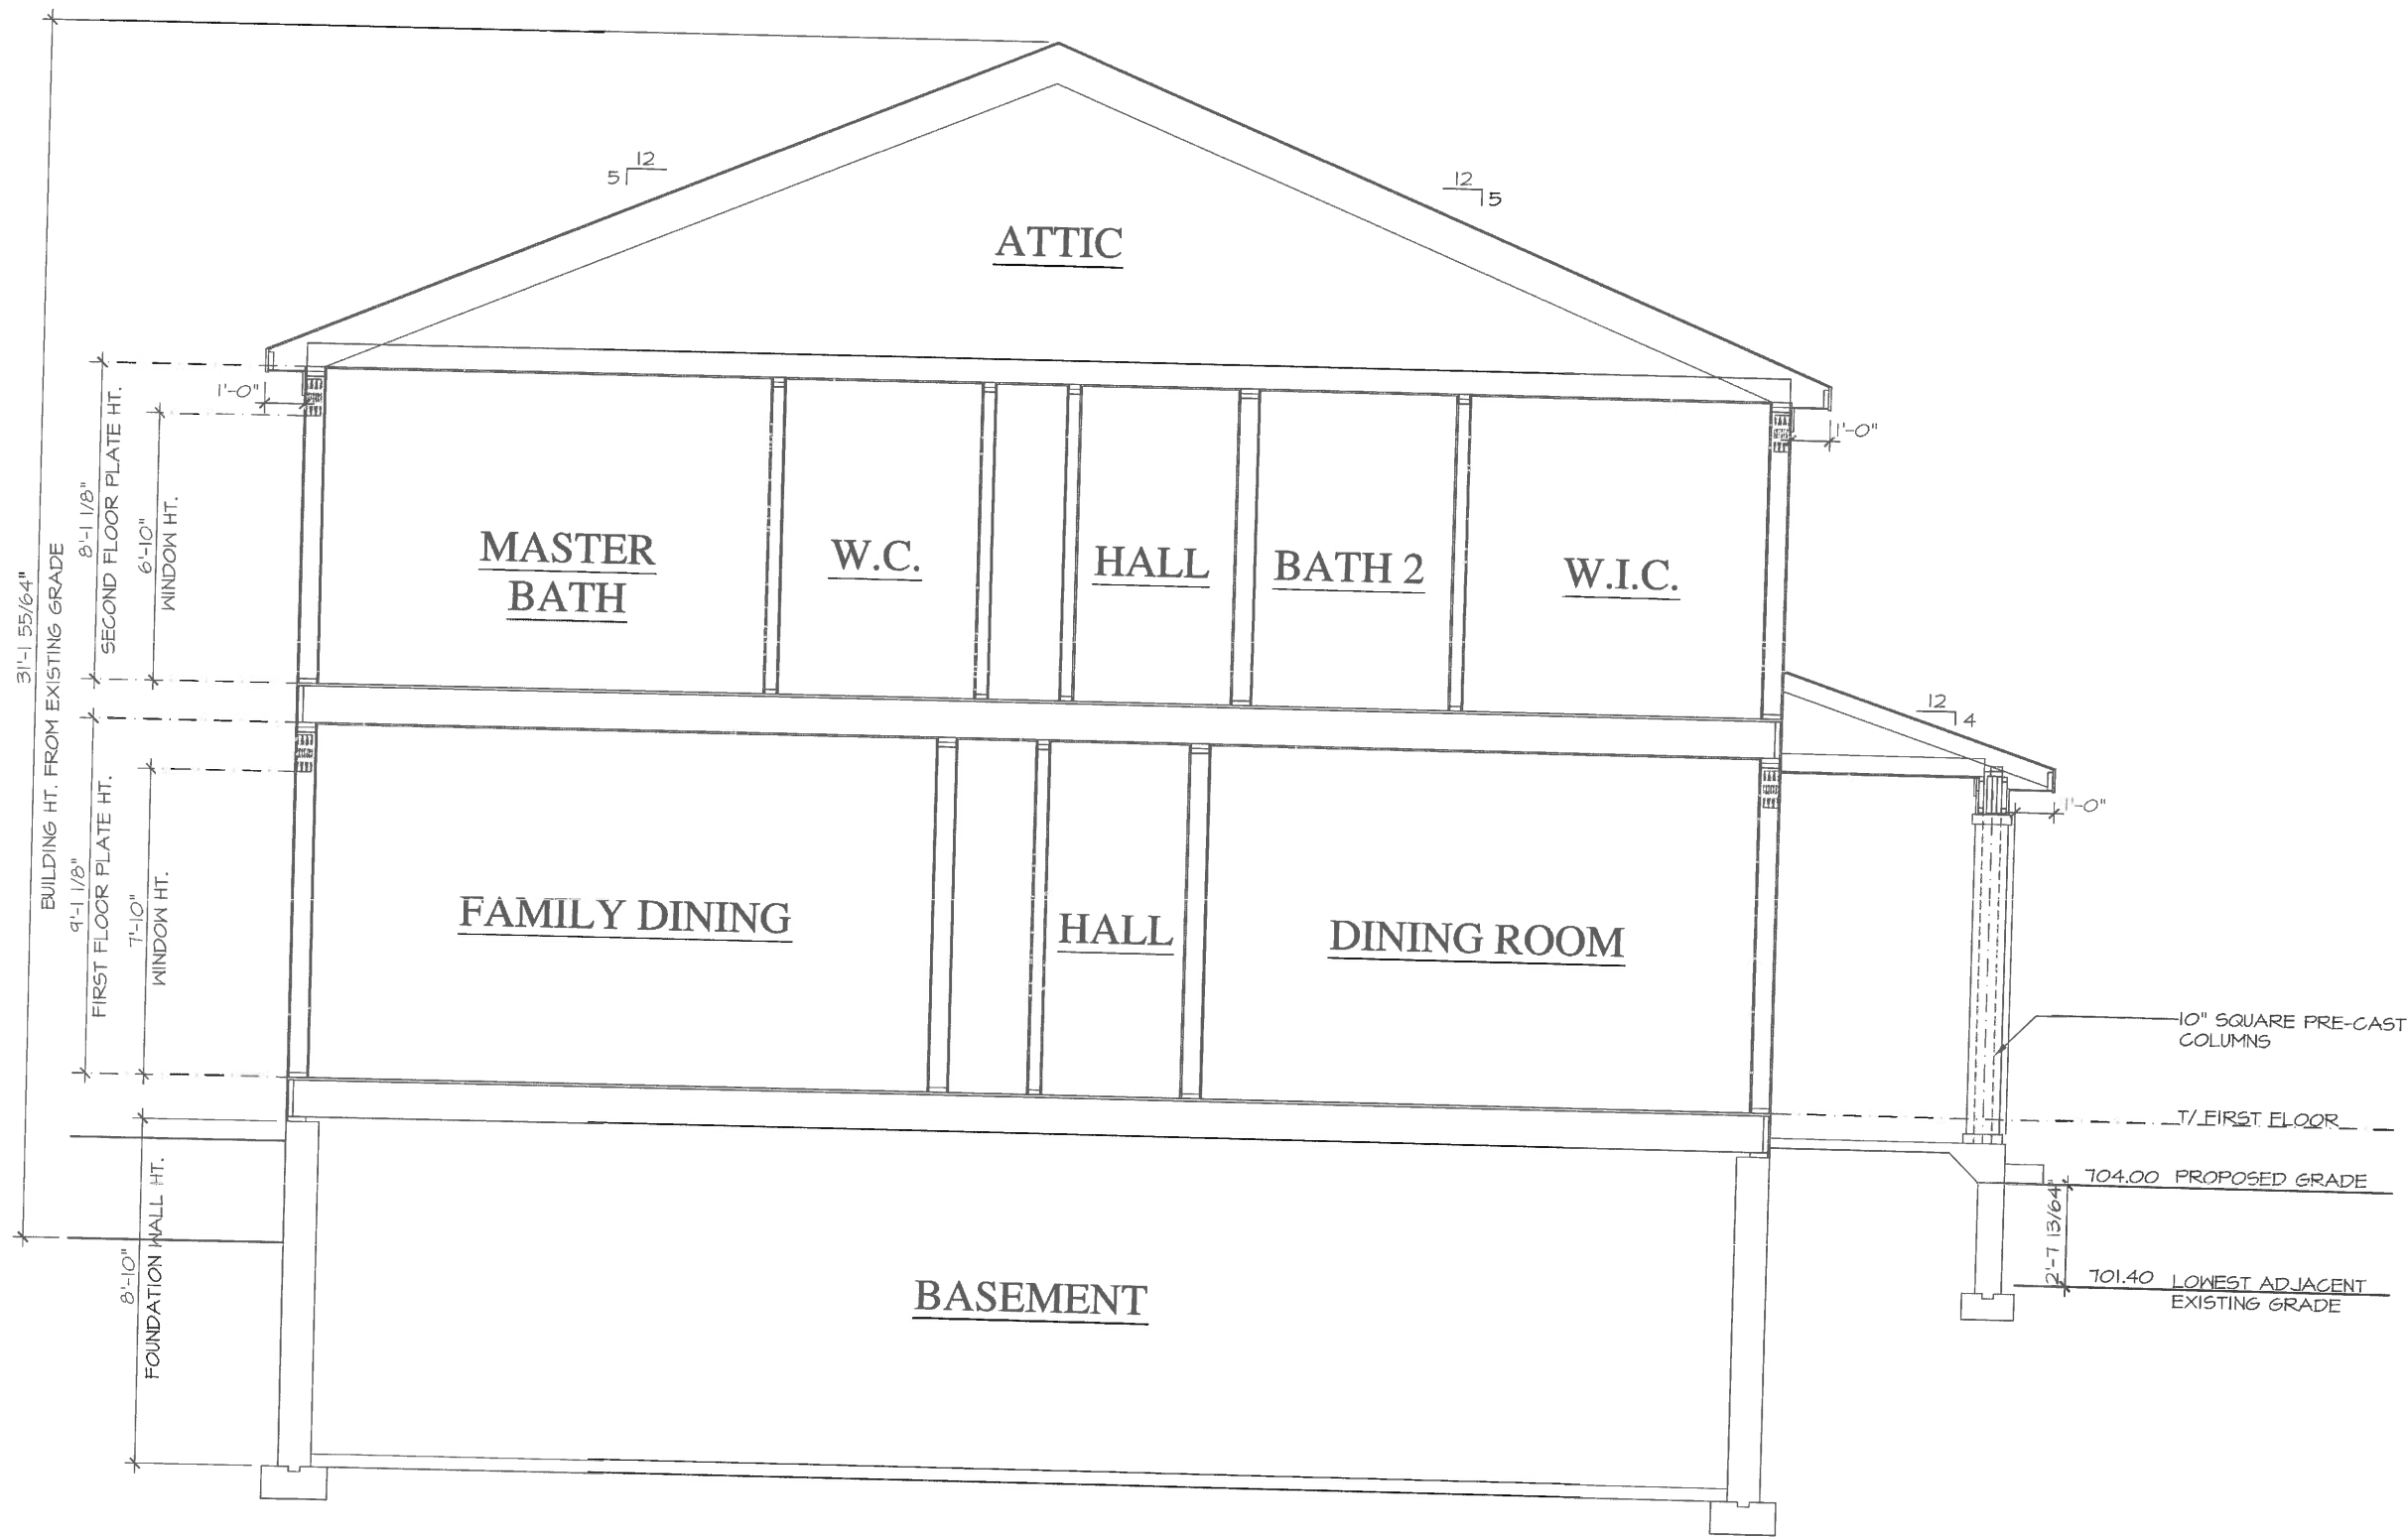 12
5
12
5
ATTIC
1'-0"
1'-0"
31'-1 55/64"
BUILDING HT. FROM EXISTING GRADE
8'-1 1/8"
SECOND FLOOR PLATE HT.
6'-10"
WINDOW HT.
MASTER
BATH
W.C.
HALL
BATH 2
W.I.C.
12
4
1'-0"
9'-1 1/8"
FIRST FLOOR PLATE HT.
7'-10"
WINDOW HT.
FAMILY DINING
HALL
DINING ROOM
10" SQUARE PRE-CAST
COLUMNS
T/ FIRST FLOOR
704.00 PROPOSED GRADE
2'-7 13/64"
701.40 LOWEST ADJACENT
EXISTING GRADE
8'-10"
FOUNDATION WALL HT.
BASEMENT